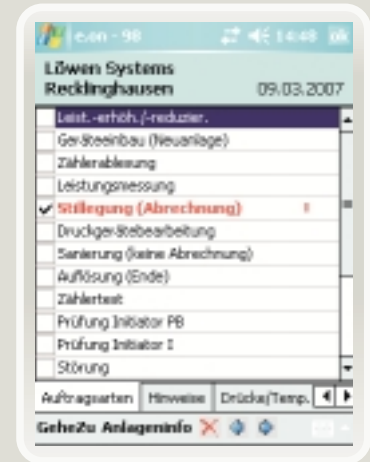 e.on - 98 14:48 ok
Löwen Systems
Recklinghausen 09.03.2007
Leist.-erhöh./-reduzier.
Geräteeinbau (Neuanlage)
Zählerablesung
Leistungsmessung
Stillegung (Abrechnung) !
Druckgerätebearbeitung
Sanierung (keine Abrechnung)
Auflösung (Ende)
Zählertest
Prüfung Initiator PB
Prüfung Initiator I
Störung
Auftragsarten Hinweise Drücke/Temp.
GeheZu Anlageninfo